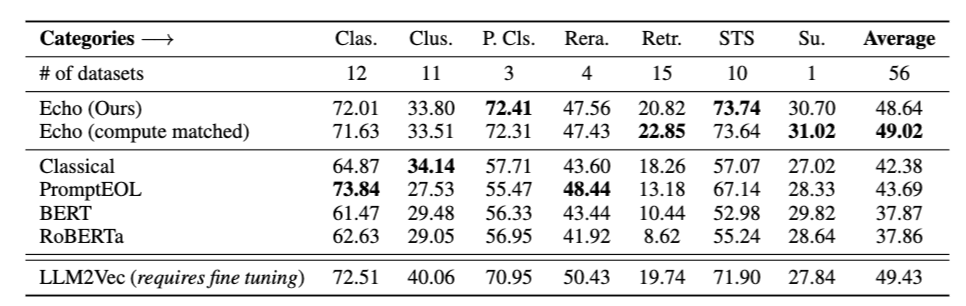 Categories ⟶ Clas. Clus. P. Cls. Rera. Retr. STS Su. Average
# of datasets 12 11 3 4 15 10 1 56
Echo (Ours) 72.01 33.80 72.41 47.56 20.82 73.74 30.70 48.64
Echo (compute matched) 71.63 33.51 72.31 47.43 22.85 73.64 31.02 49.02
Classical 64.87 34.14 57.71 43.60 18.26 57.07 27.02 42.38
PromptEOL 73.84 27.53 55.47 48.44 13.18 67.14 28.33 43.69
BERT 61.47 29.48 56.33 43.44 10.44 52.98 29.82 37.87
RoBERTa 62.63 29.05 56.95 41.92 8.62 55.24 28.64 37.86
LLM2Vec (requires fine tuning) 72.51 40.06 70.95 50.43 19.74 71.90 27.84 49.43